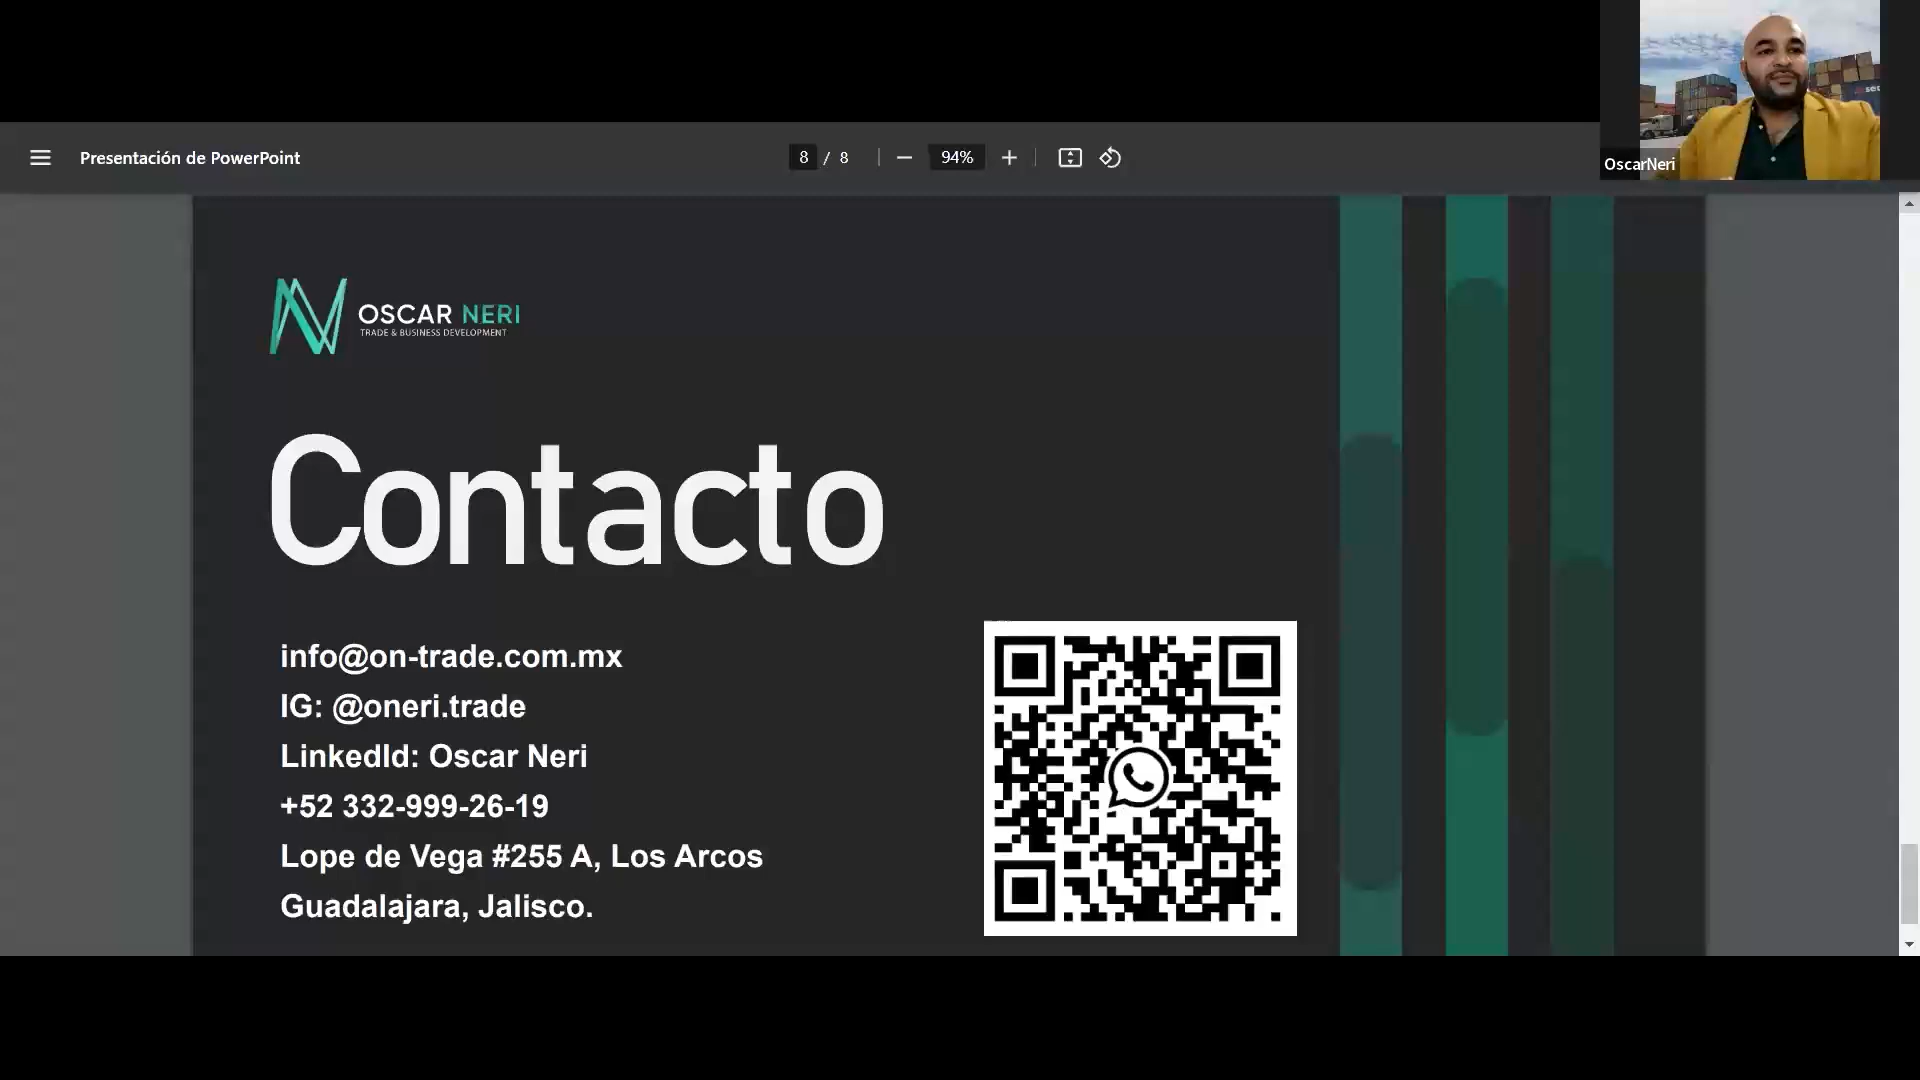 Presentación de PowerPoint
8 / 8
94%
OscarNeri
OSCAR NERI
TRADE & BUSINESS DEVELOPMENT
Contacto
info@on-trade.com.mx
IG: @oneri.trade
LinkedId: Oscar Neri
+52 332-999-26-19
Lope de Vega #255 A, Los Arcos
Guadalajara, Jalisco.